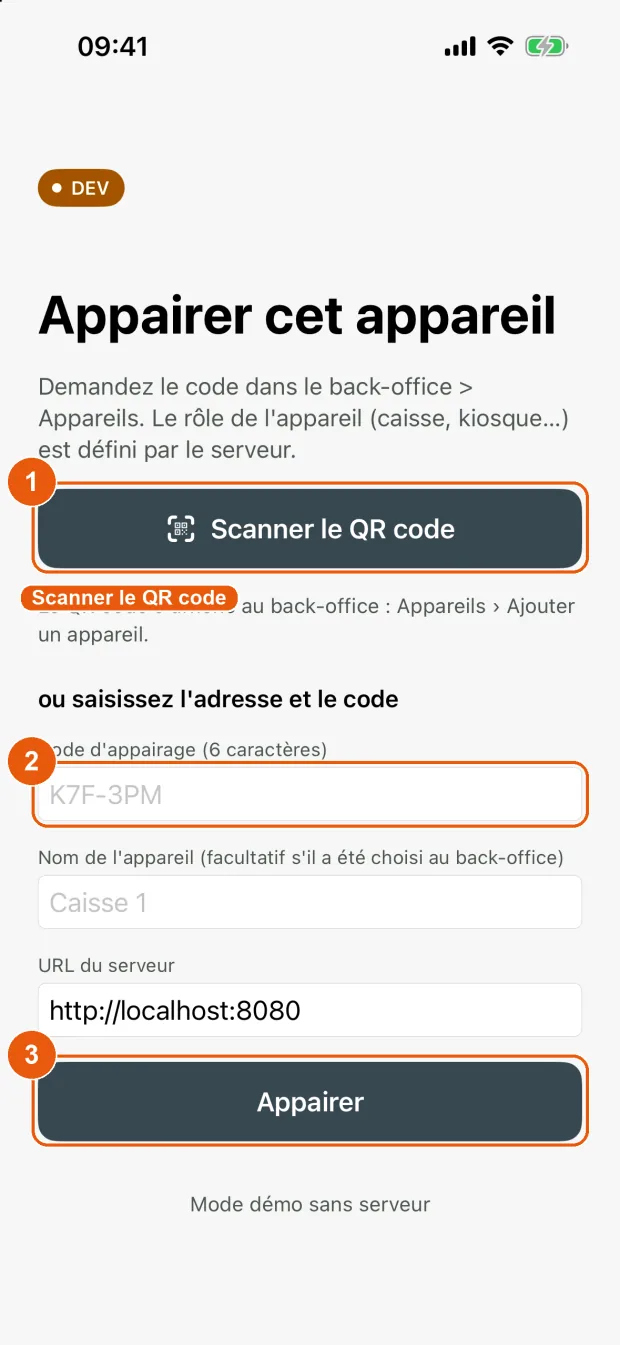 09:41
DEV
Appairer cet appareil
Demandez le code dans le back-office >
Appareils. Le rôle de l'appareil (caisse, kiosque...)
est défini par le serveur.
1
Scanner le QR code
Scanner le QR code
au back-office : Appareils › Ajouter
un appareil.
ou saisissez l'adresse et le code
2
d'appairage (6 caractères)
K7F-3PM
Nom de l'appareil (facultatif s'il a été choisi au back-office)
Caisse 1
URL du serveur
http://localhost:8080
3
Appairer
Mode démo sans serveur